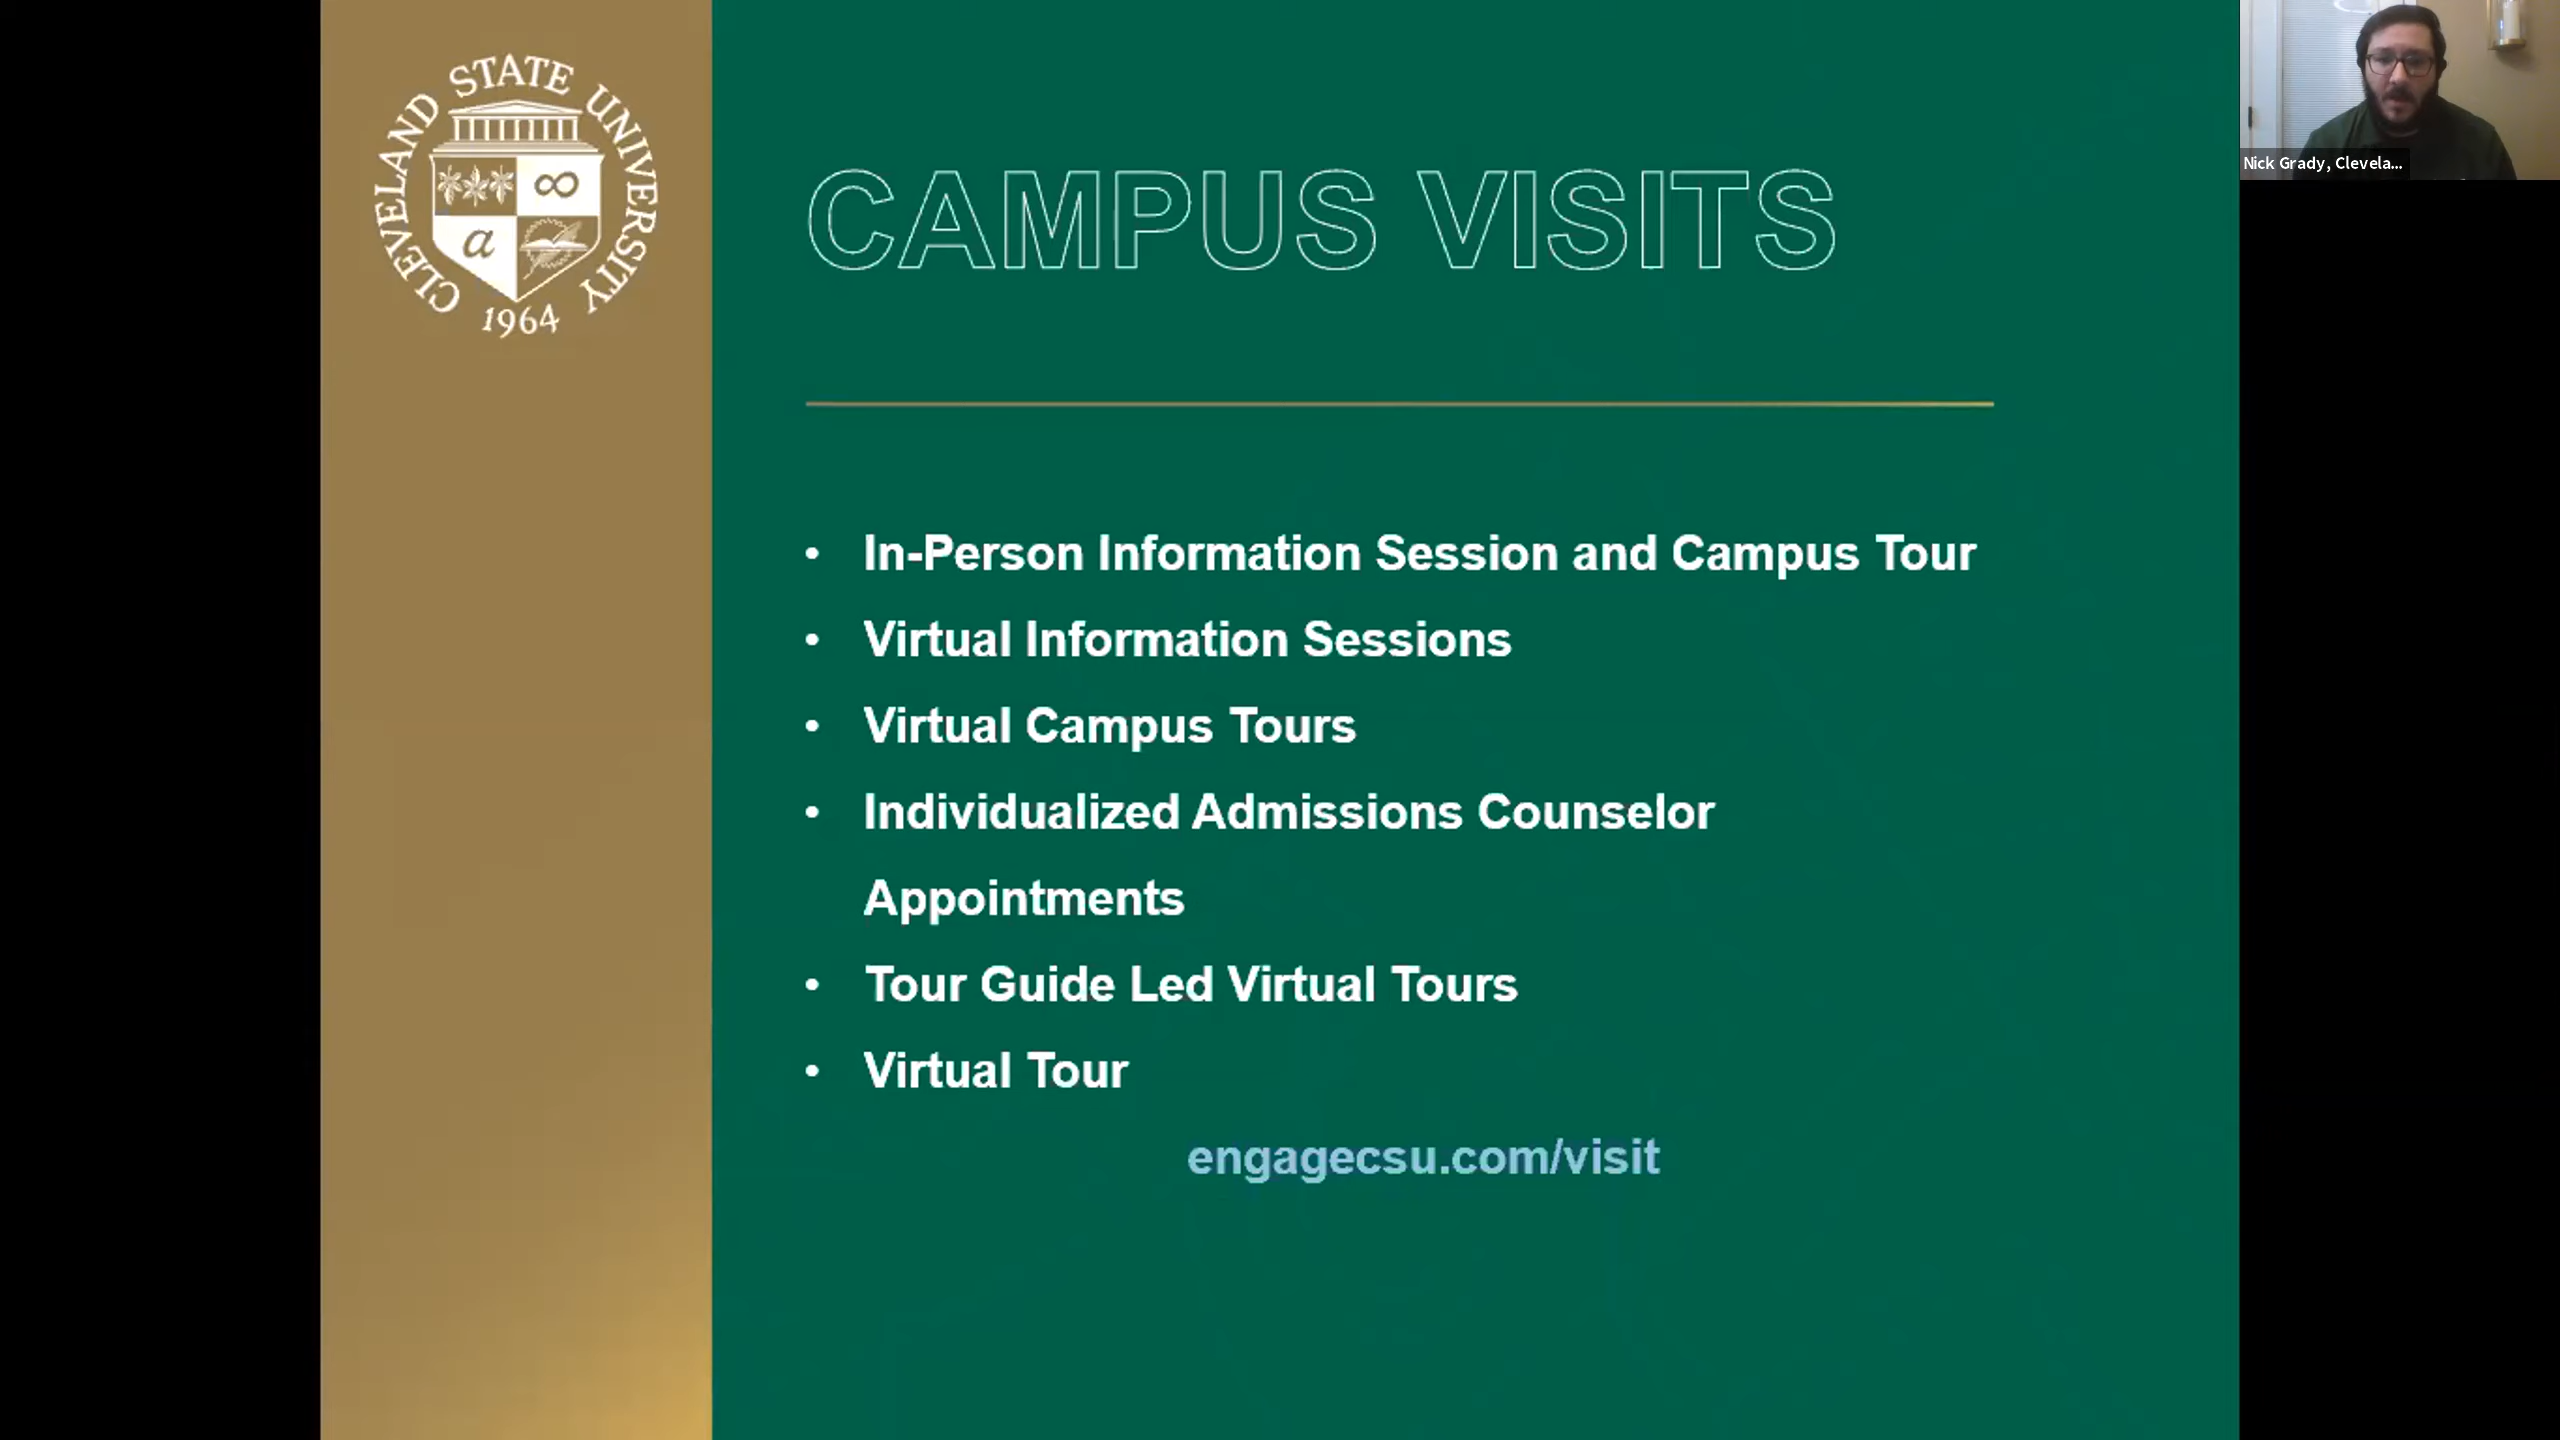 CLEVELAND STATE UNIVERSITY
1964
∞
a
CAMPUS VISITS
• In-Person Information Session and Campus Tour
• Virtual Information Sessions
• Virtual Campus Tours
• Individualized Admissions Counselor
Appointments
• Tour Guide Led Virtual Tours
• Virtual Tour
engagecsu.com/visit
Nick Grady, Clevela...